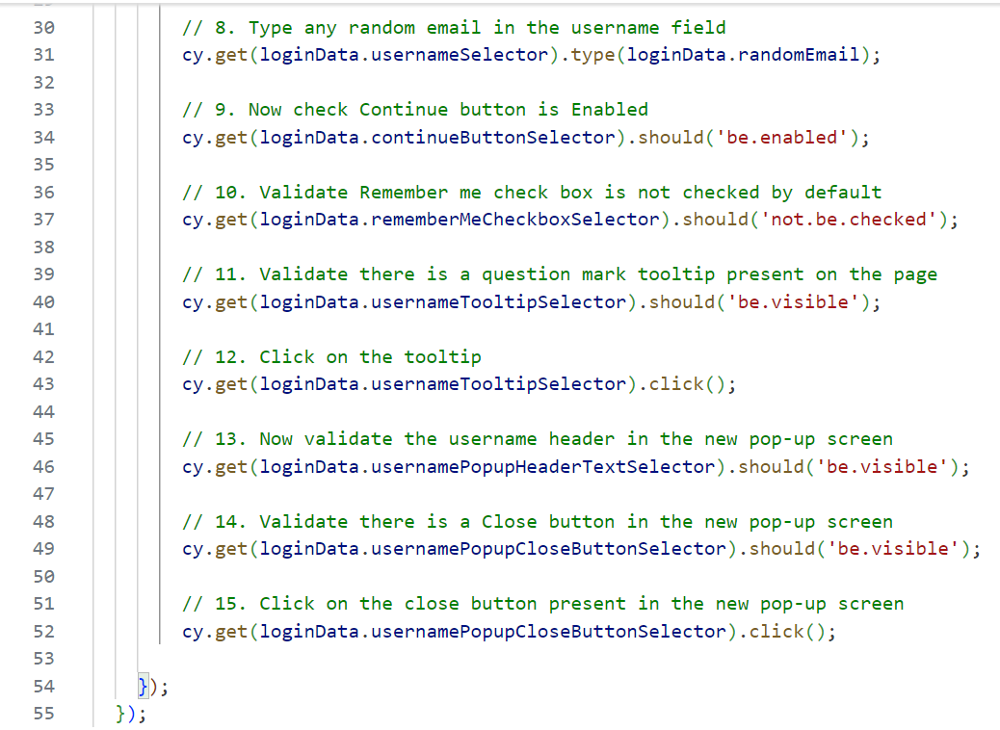 30 // 8. Type any random email in the username field
31 cy.get(loginData.usernameSelector).type(loginData.randomEmail);
32
33 // 9. Now check Continue button is Enabled
34 cy.get(loginData.continueButtonSelector).should('be.enabled');
35
36 // 10. Validate Remember me check box is not checked by default
37 cy.get(loginData.rememberMeCheckboxSelector).should('not.be.checked');
38
39 // 11. Validate there is a question mark tooltip present on the page
40 cy.get(loginData.usernameTooltipSelector).should('be.visible');
41
42 // 12. Click on the tooltip
43 cy.get(loginData.usernameTooltipSelector).click();
44
45 // 13. Now validate the username header in the new pop-up screen
46 cy.get(loginData.usernamePopupHeaderTextSelector).should('be.visible');
47
48 // 14. Validate there is a Close button in the new pop-up screen
49 cy.get(loginData.usernamePopupCloseButtonSelector).should('be.visible');
50
51 // 15. Click on the close button present in the new pop-up screen
52 cy.get(loginData.usernamePopupCloseButtonSelector).click();
53
54 });
55 });